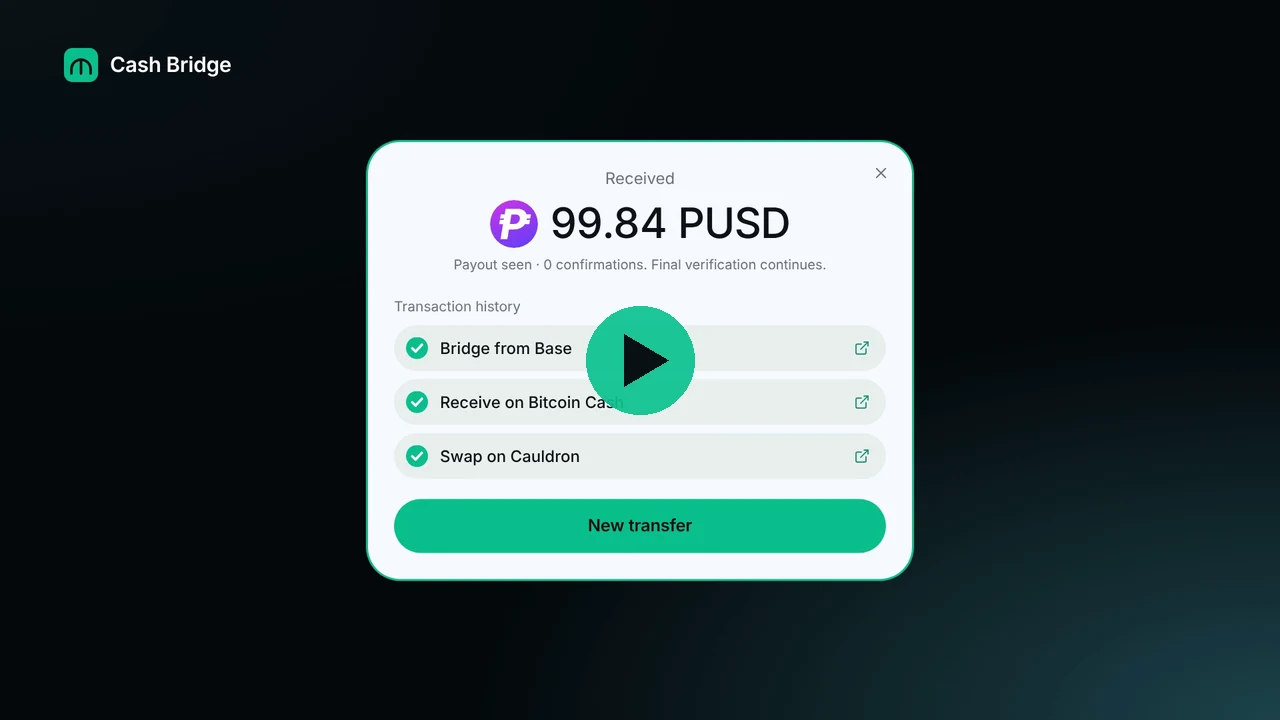 Cash Bridge
Received
99.84 PUSD
Payout seen · 0 confirmations. Final verification continues.
Transaction history
Bridge from Base
Receive on Bitcoin Cash
Swap on Cauldron
New transfer